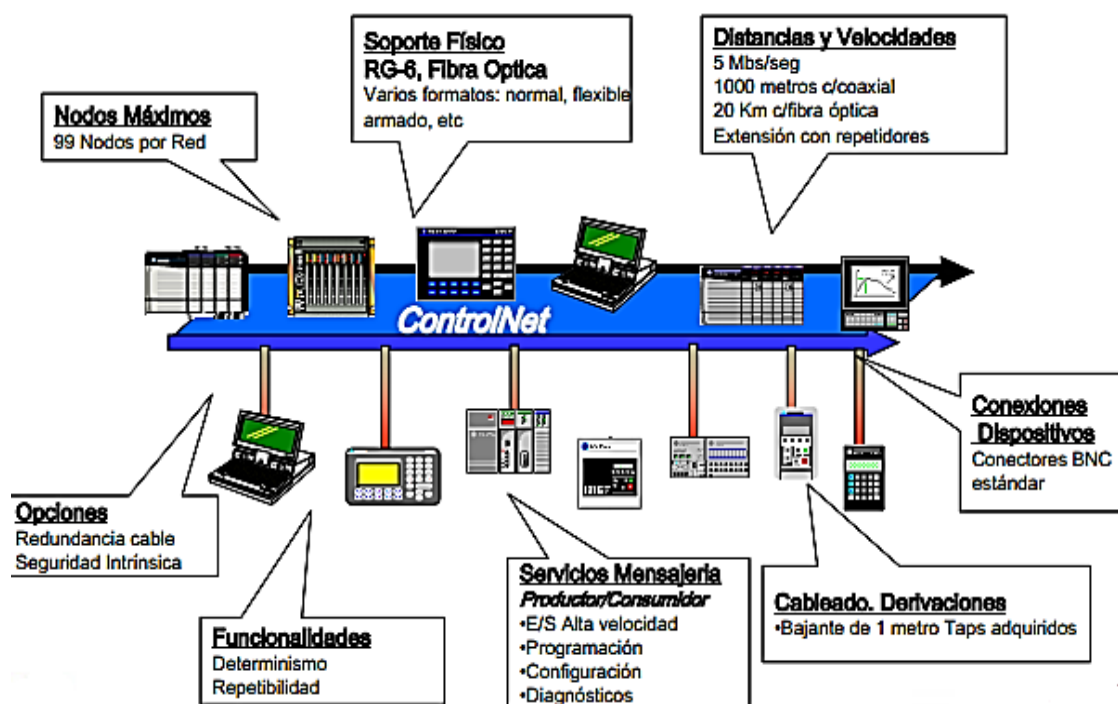 Soporte Físico
RG-6, Fibra Optica
Varios formatos: normal, flexible
armado, etc
Distancias y Velocidades
5 Mbs/seg
1000 metros c/coaxial
20 Km c/fibra óptica
Extensión con repetidores
Nodos Máximos
99 Nodos por Red
ControlNet
Conexiones
Dispositivos
Conectores BNC
estándar
Opciones
Redundancia cable
Seguridad Intrínsica
Funcionalidades
Determinismo
Repetibilidad
Servicios Mensajeria
Productor/Consumidor
•E/S Alta velocidad
•Programación
•Configuración
•Diagnósticos
Cableado. Derivaciones
•Bajante de 1 metro Taps adquiridos